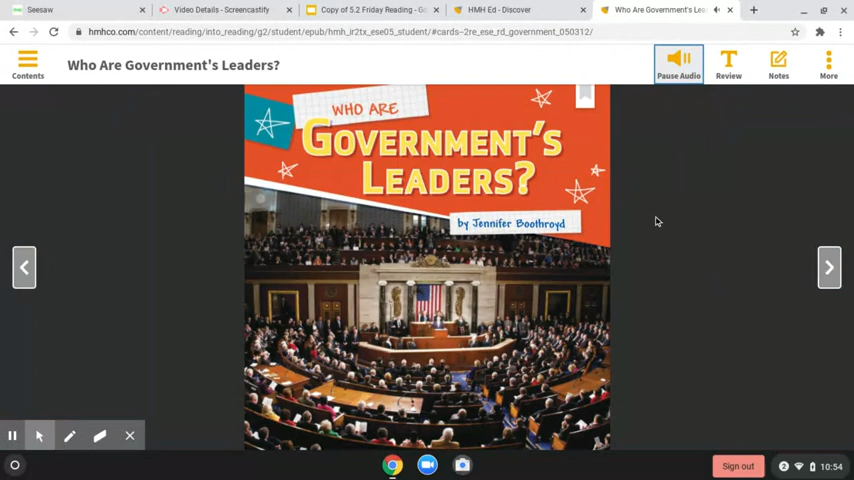 Seesaw
Video Details - Screencastify
Copy of 5.2 Friday Reading - Go
HMH Ed - Discover
Who Are Government's Lea
hmhco.com/content/reading/into_reading/g2/student/epub/hmh_ir2tx_ese05_student/#cards--2re_ese_rd_government_050312/
Contents
Who Are Government's Leaders?
Pause Audio
Review
Notes
More
WHO ARE
GOVERNMENT'S
LEADERS?
by Jennifer Boothroyd
Sign out
2
10:54